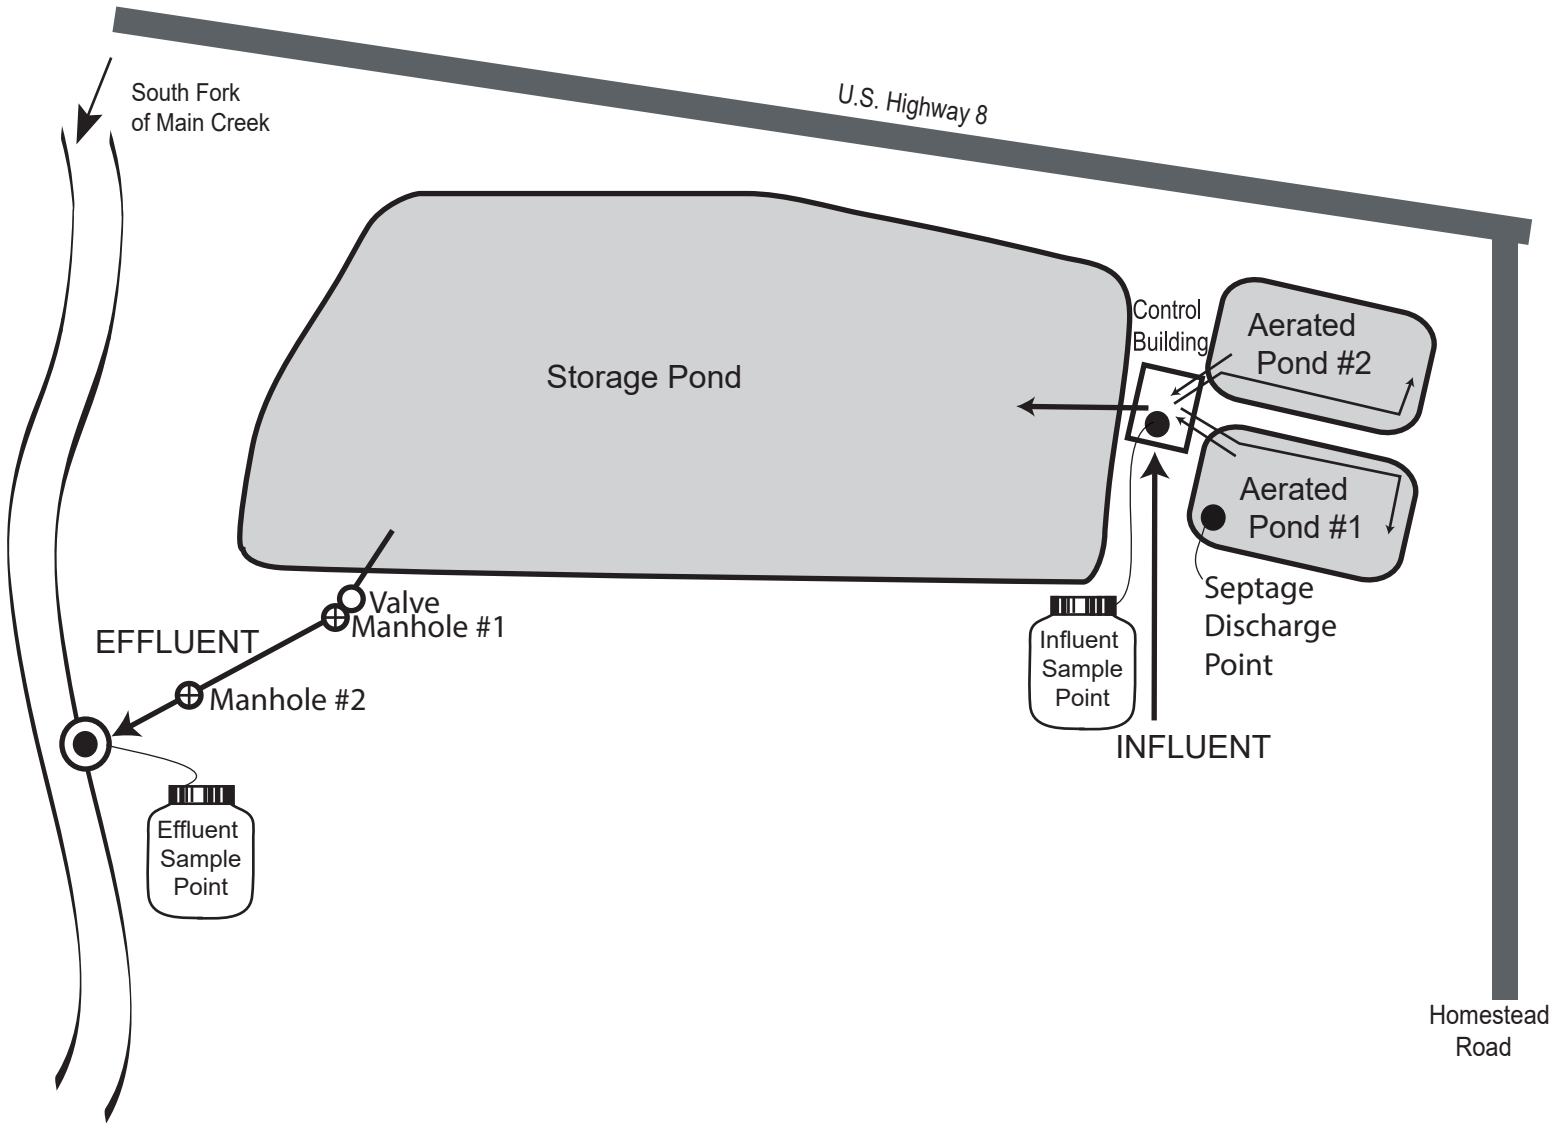 South Fork
of Main Creek
U.S. Highway 8
Control
Building
Aerated
Pond #2
Storage Pond
Aerated
Pond #1
Septage
Discharge
Point
Valve
Manhole #1
EFFLUENT
Manhole #2
Influent
Sample
Point
INFLUENT
Effluent
Sample
Point
Homestead
Road